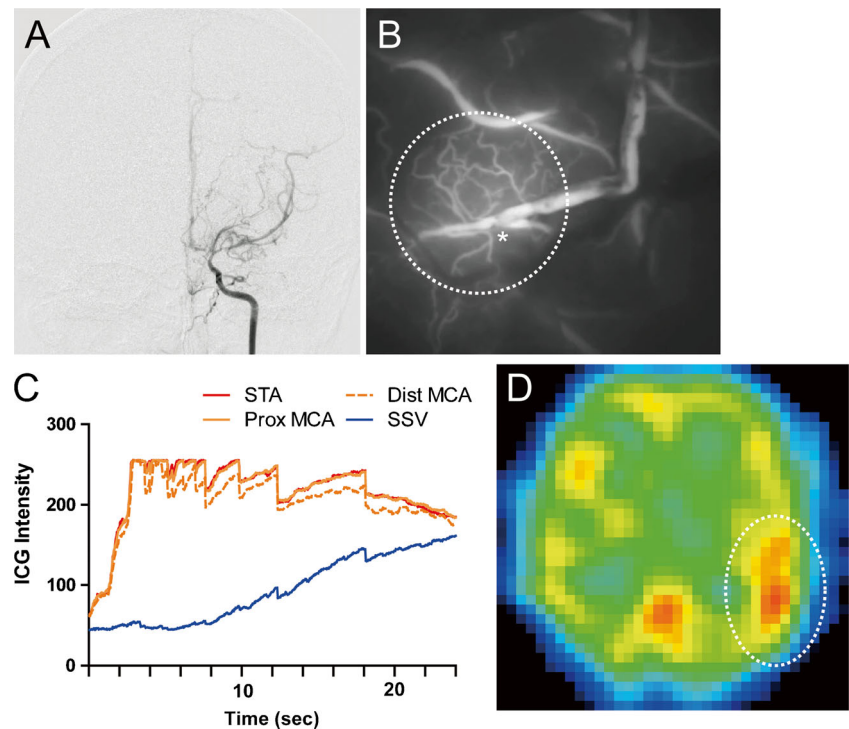 A
B
*
C
STA
Dist MCA
Prox MCA
SSV
300
200
100
0
ICG Intensity
10
20
Time (sec)
D